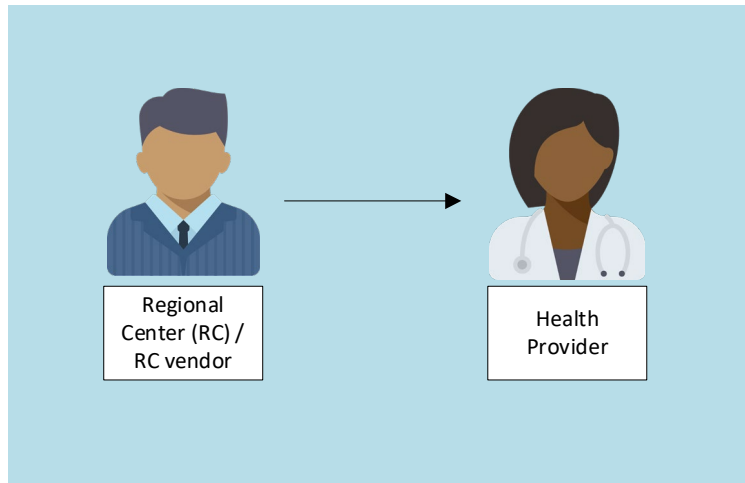 Regional
Center (RC) /
RC vendor
Health
Provider